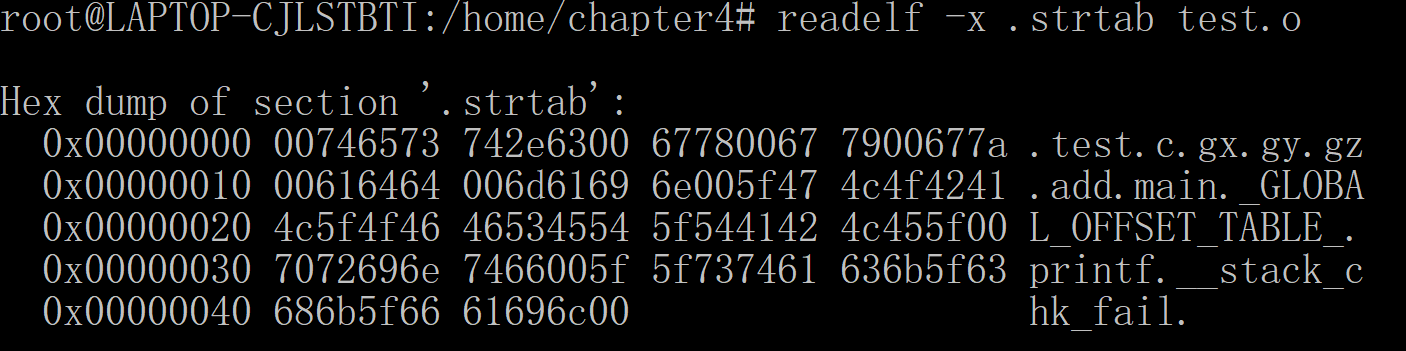 root@LAPTOP-CJLSTBTI:/home/chapter4# readelf -x .strtab test.o
Hex dump of section '.strtab':
0x00000000 00746573 742e6300 67780067 7900677a .test.c.gx.gy.gz
0x00000010 00616464 006d6169 6e005f47 4c4f4241 .add.main._GLOBA
0x00000020 4c5f4f46 46534554 5f544142 4c455f00 L_OFFSET_TABLE_.
0x00000030 7072696e 7466005f 5f737461 636b5f63 printf.__stack_c
0x00000040 686b5f66 61696c00 hk_fail.